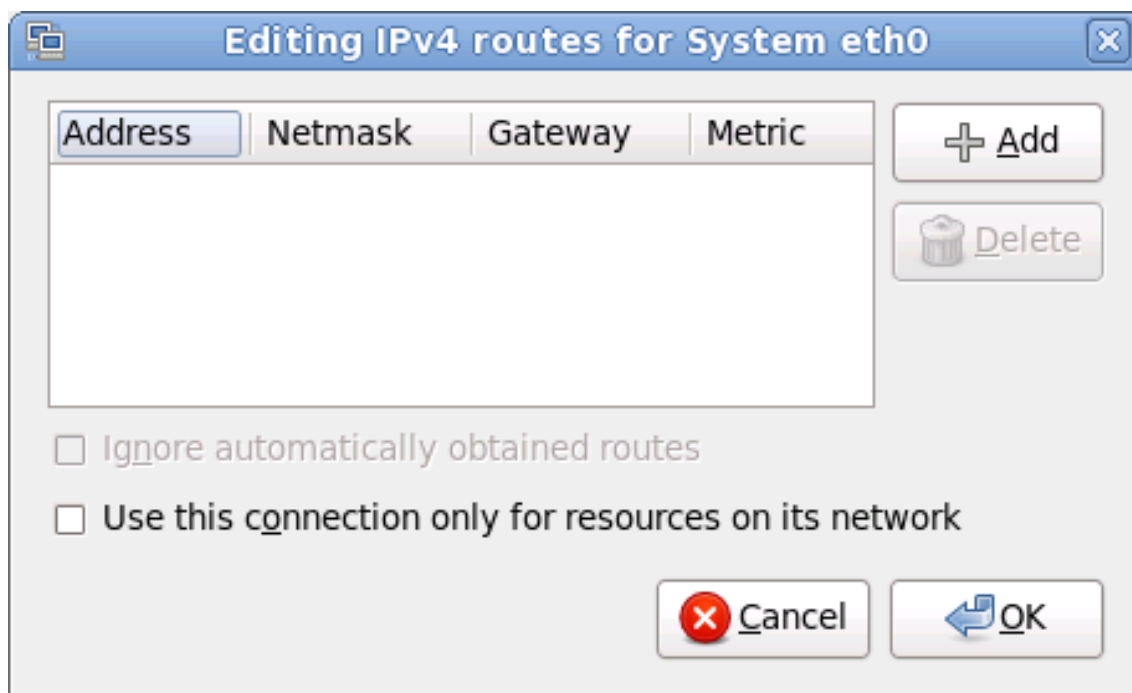 Editing IPv4 routes for System eth0
Address Netmask Gateway Metric
Add
Delete
Ignore automatically obtained routes
Use this connection only for resources on its network
Cancel OK